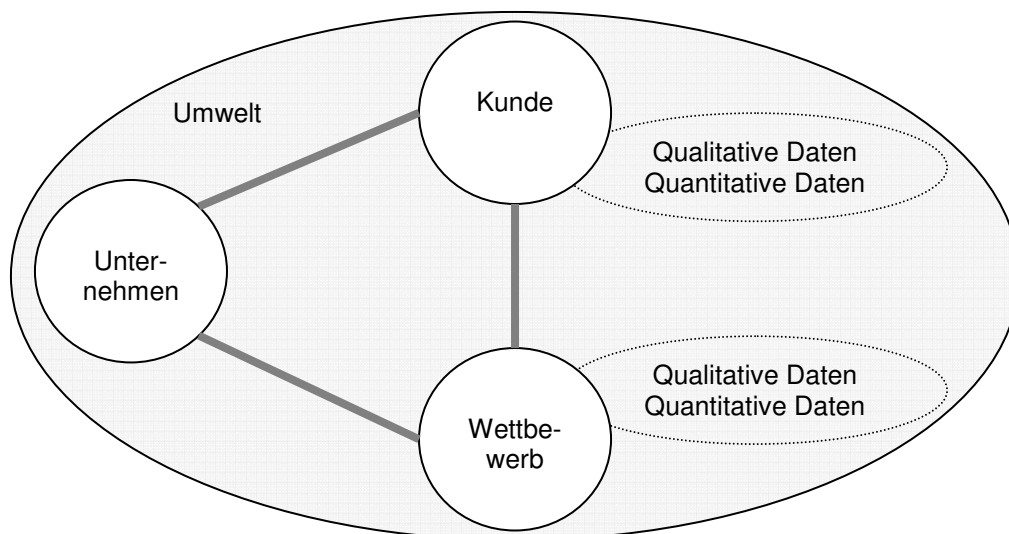 Umwelt
Kunde
Qualitative Daten
Quantitative Daten
Unter-
nehmen
Qualitative Daten
Quantitative Daten
Wettbe-
werb